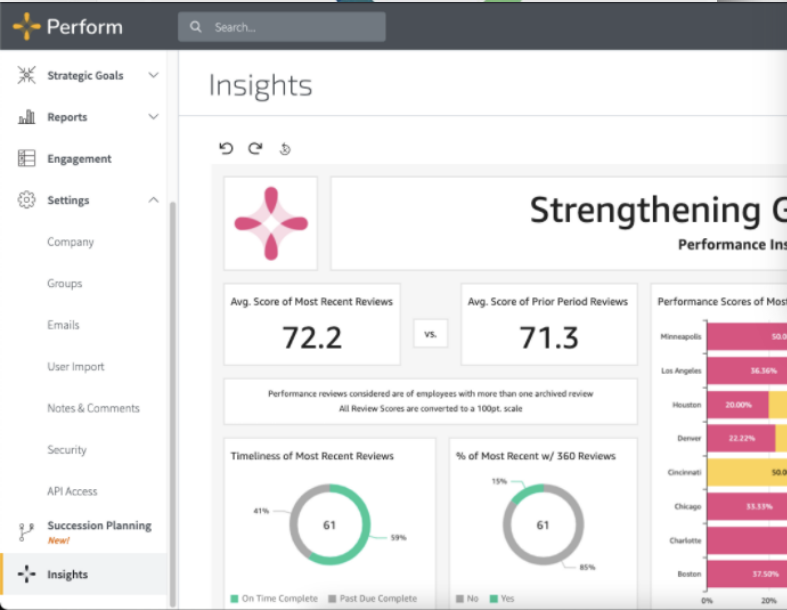 Perform
Search...
Strategic Goals
Reports
Engagement
Settings
Company
Groups
Emails
User Import
Notes & Comments
Security
API Access
Succession Planning
New!
Insights
Insights
Strengthening
Performance
Avg. Score of Most Recent Reviews
72.2
vs.
Avg. Score of Prior Period Reviews
71.3
Performance reviews considered are of employees with more than one archived review
All Review Scores are converted to a 100pt. scale
Timeliness of Most Recent Reviews
41%
61
59%
On Time Complete Past Due Complete
% of Most Recent w/ 360 Reviews
15%
61
85%
No Yes
Performance Scores of Most
Minneapolis 50.0
Los Angeles 36.36%
Houston 20.00%
Denver 22.22%
Cincinnati 50.0
Chicago 33.33%
Charlotte
Boston 37.50%
0% 20%